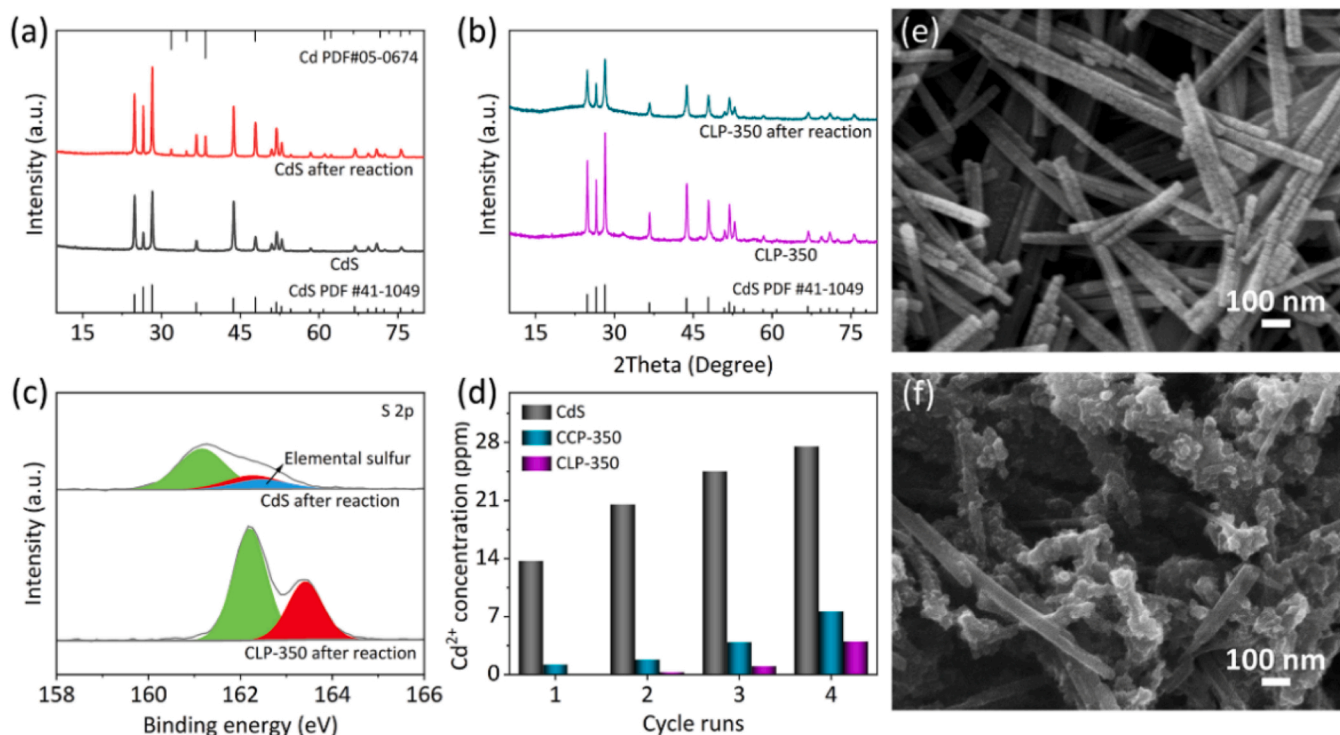 (a)
Cd PDF#05-0674
CdS after reaction
CdS
CdS PDF #41-1049
Intensity (a.u.)
15 30 45 60 75
(b)
CLP-350 after reaction
CLP-350
CdS PDF #41-1049
Intensity (a.u.)
15 30 45 60 75
2Theta (Degree)
(e)
100 nm
(c)
S 2p
Elemental sulfur
CdS after reaction
CLP-350 after reaction
Intensity (a.u.)
158 160 162 164 166
Binding energy (eV)
(d)
CdS
CCP-350
CLP-350
28
21
14
7
0
Cd²⁺ concentration (ppm)
1 2 3 4
Cycle runs
(f)
100 nm